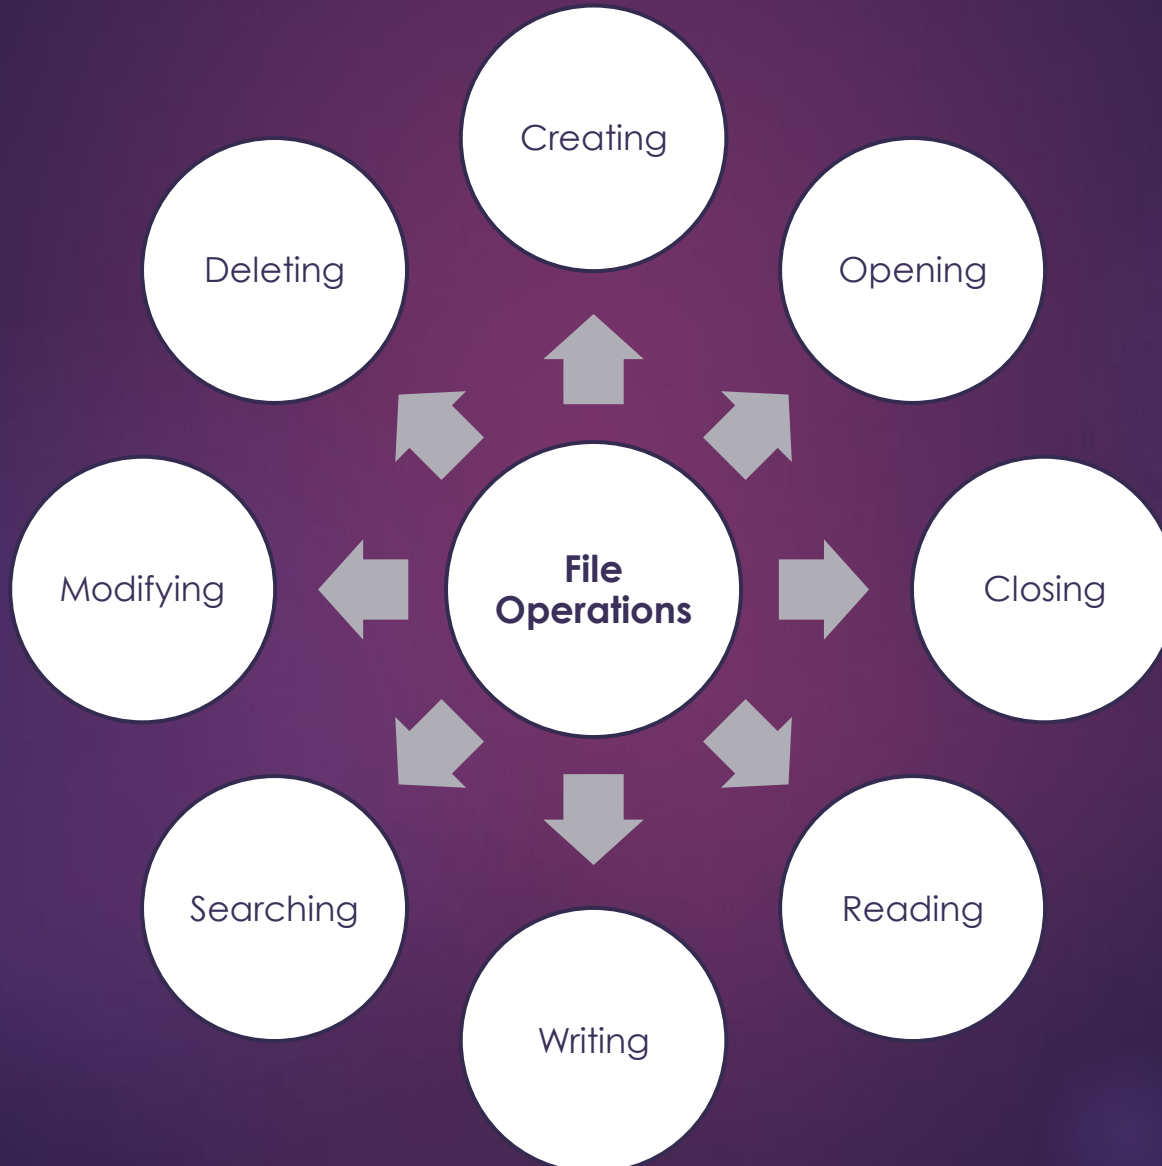 Creating
Deleting
Opening
Modifying
File
Operations
Closing
Searching
Reading
Writing